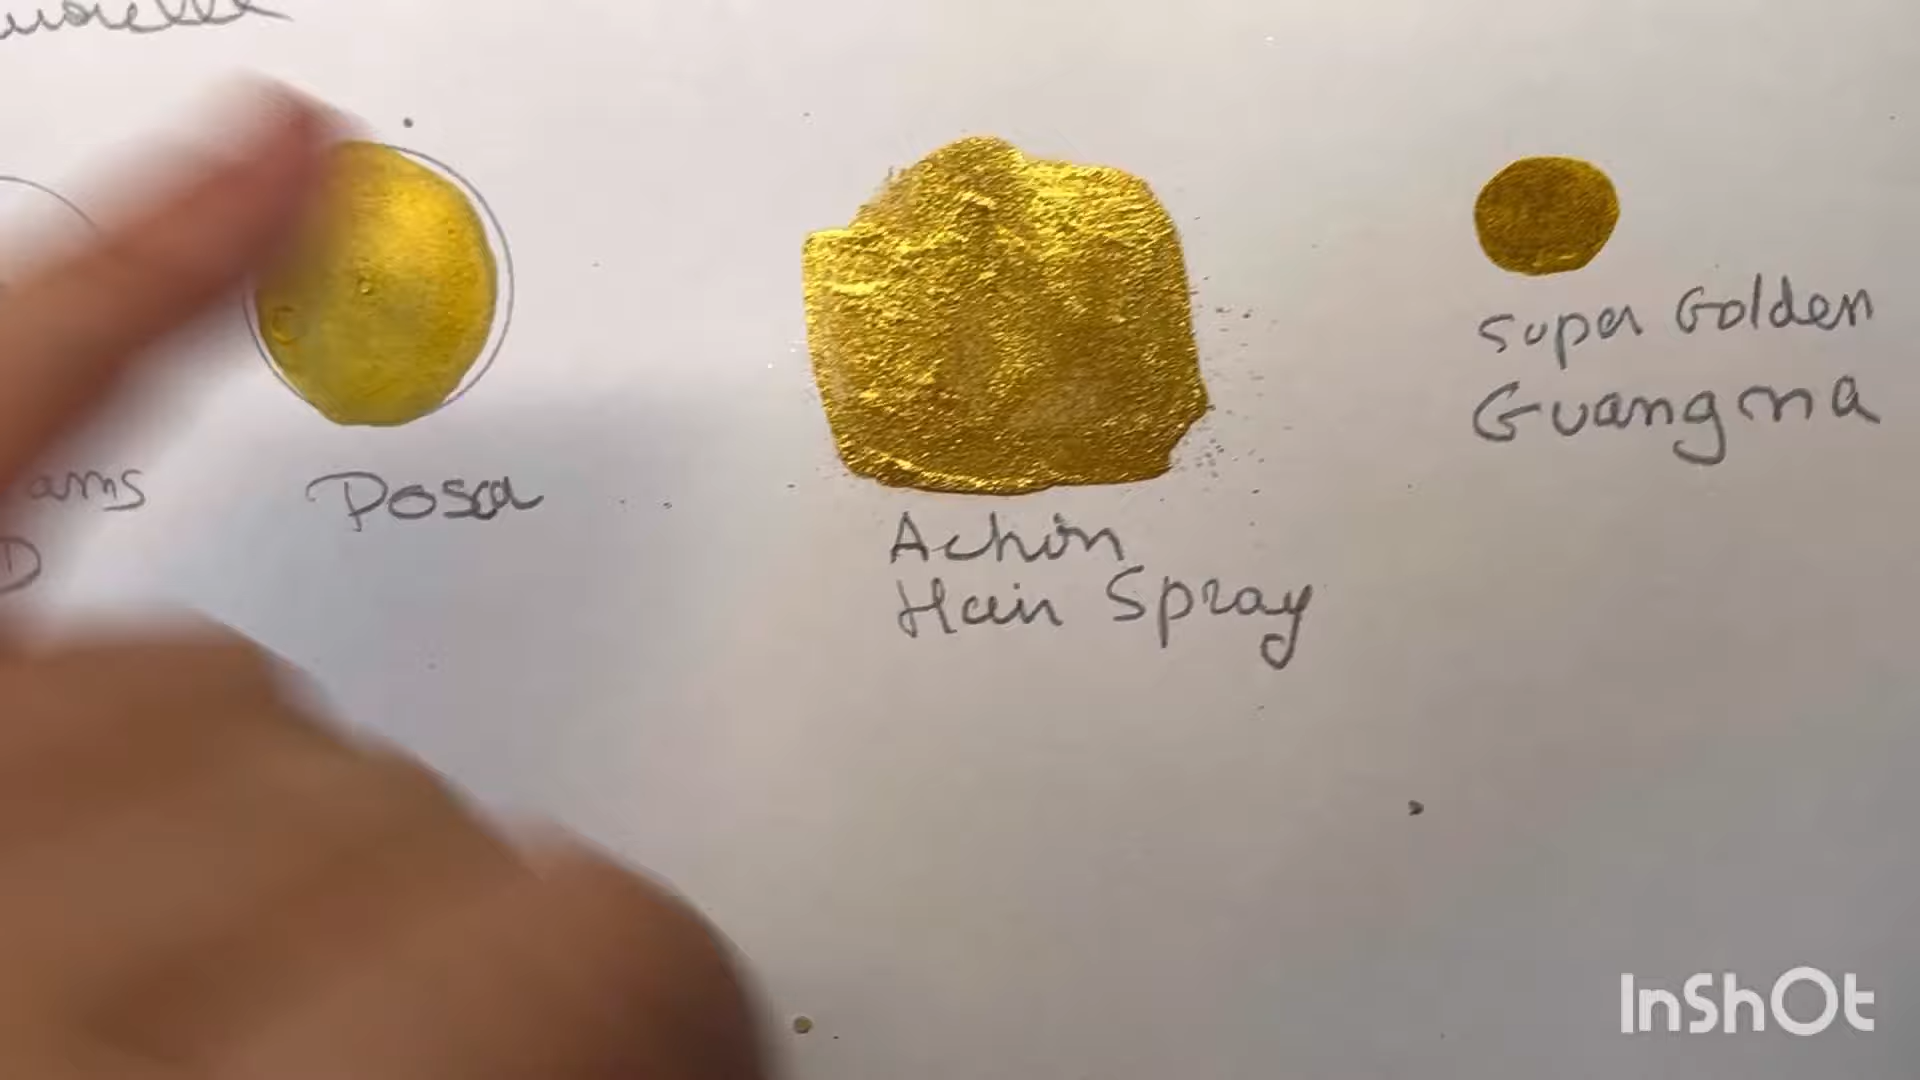 Posca
Action
Hair Spray
Super Golden
Guangna
InShOt